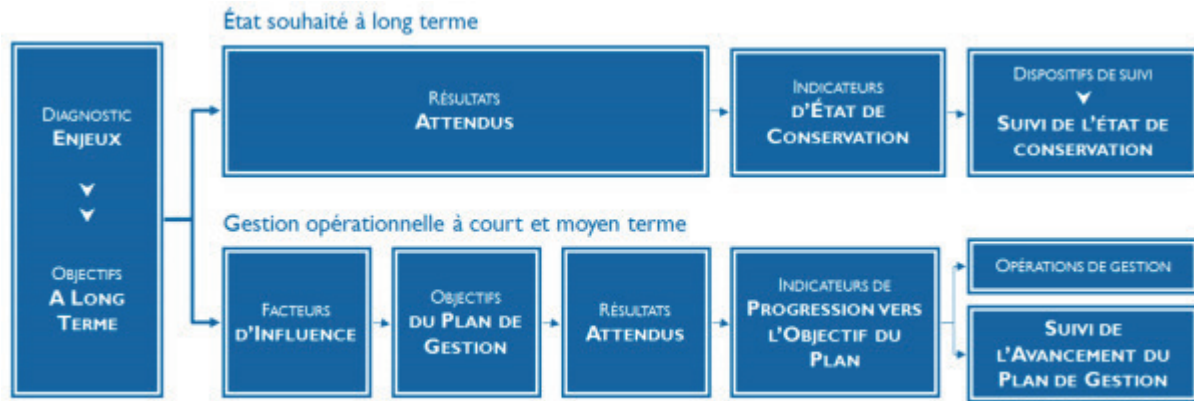 État souhaité à long terme
DIAGNOSTIC
ENJEUX
OBJECTIFS
A LONG
TERME
RÉSULTATS
ATTENDUS
INDICATEURS
D'ÉTAT DE
CONSERVATION
DISPOSITIFS DE SUIVI
SUIVI DE L'ÉTAT DE
CONSERVATION
Gestion opérationnelle à court et moyen terme
FACTEURS
D'INFLUENCE
OBJECTIFS
DU PLAN DE
GESTION
RÉSULTATS
ATTENDUS
INDICATEURS DE
PROGRESSION VERS
L'OBJECTIF DU
PLAN
OPÉRATIONS DE GESTION
SUIVI DE
L'AVANCEMENT DU
PLAN DE GESTION